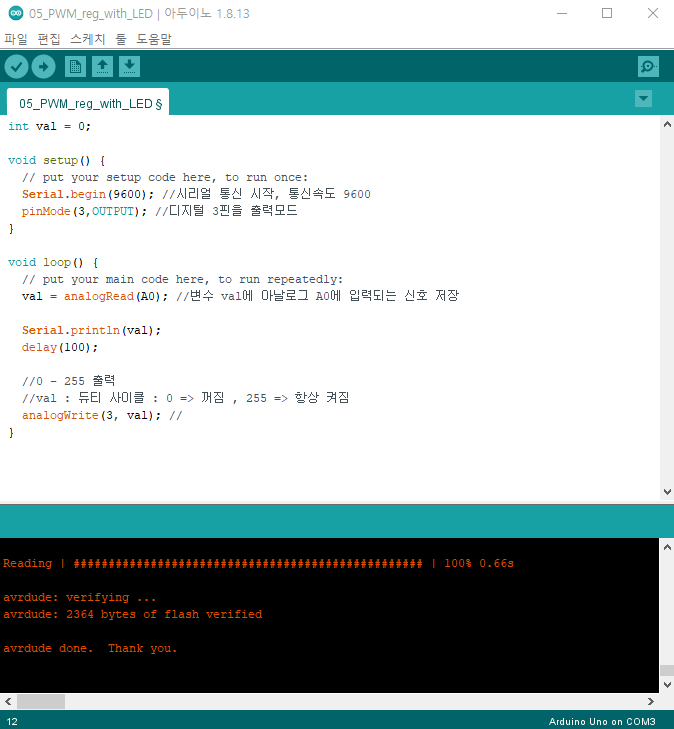 05_PWM_reg_with_LED | 아두이노 1.8.13
파일 편집 스케치 툴 도움말
05_PWM_reg_with_LED §
int val = 0;
void setup() {
// put your setup code here, to run once:
Serial.begin(9600); //시리얼 통신 시작, 통신속도 9600
pinMode(3,OUTPUT); //디지털 3핀을 출력모드
}
void loop() {
// put your main code here, to run repeatedly:
val = analogRead(A0); //변수 val에 아날로그 A0에 입력되는 신호 저장
Serial.println(val);
delay(100);
//0 - 255 출력
//val : 듀티 사이클 : 0 => 꺼짐 , 255 => 항상 켜짐
analogWrite(3, val); //
}
Reading | ################################################## | 100% 0.66s
avrdude: verifying ...
avrdude: 2364 bytes of flash verified
avrdude done.  Thank you.
12
Arduino Uno on COM3